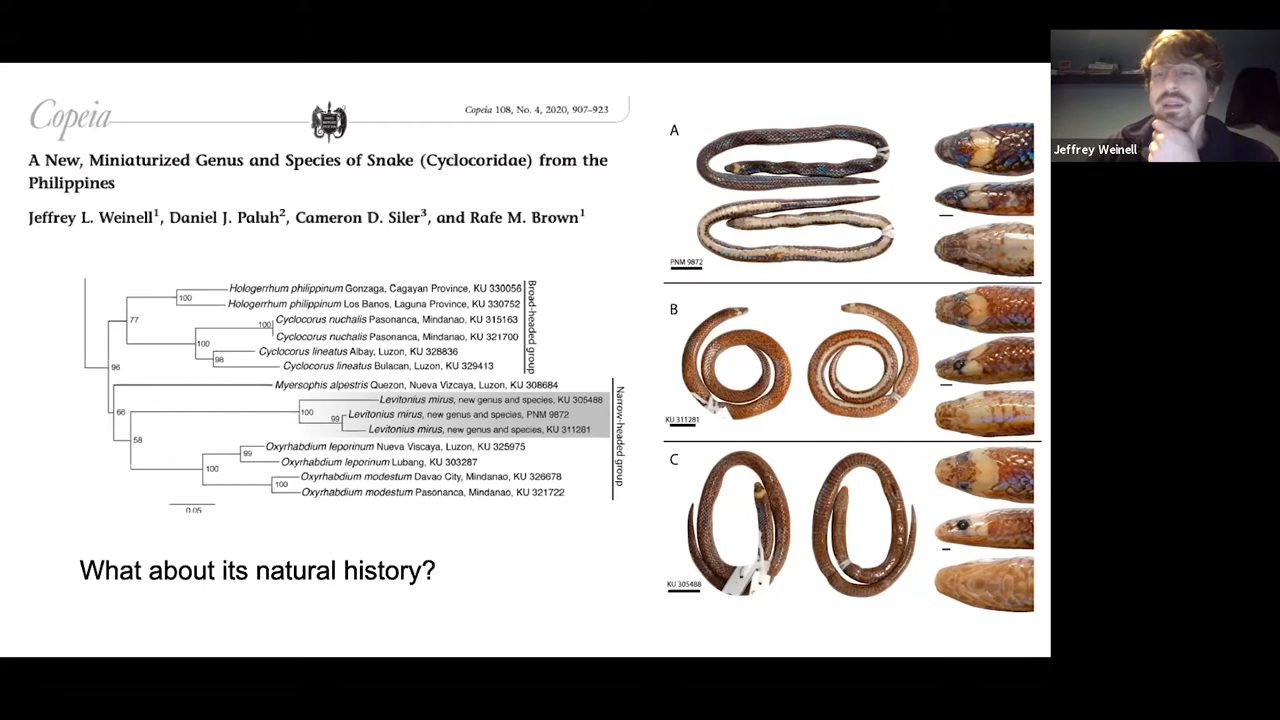 Copeia
Copeia 108, No. 4, 2020, 907–923
A New, Miniaturized Genus and Species of Snake (Cyclocoridae) from the
Philippines
Jeffrey L. Weinell1, Daniel J. Paluh2, Cameron D. Siler3, and Rafe M. Brown1
Hologerrhum philippinum Gonzaga, Cagayan Province, KU 330056
100
Hologerrhum philippinum Los Banos, Laguna Province, KU 330752
77
Cyclocorus nuchalis Pasonanca, Mindanao, KU 315163
100
Cyclocorus nuchalis Pasonanca, Mindanao, KU 321700
100
Cyclocorus lineatus Albay, Luzon, KU 328836
98
Cyclocorus lineatus Bulacan, Luzon, KU 329413
Broad-headed group
96
Myersophis alpestris Quezon, Nueva Vizcaya, Luzon, KU 308684
Levitonius mirus, new genus and species, KU 305488
66
100
Levitonius mirus, new genus and species, PNM 9872
99
Levitonius mirus, new genus and species, KU 311281
58
Oxyrhabdium leporinum Nueva Viscaya, Luzon, KU 325975
99
Oxyrhabdium leporinum Lubang, KU 303287
100
Oxyrhabdium modestum Davao City, Mindanao, KU 326678
100
Oxyrhabdium modestum Pasonanca, Mindanao, KU 321722
Narrow-headed group
0.05
What about its natural history?
A
PNM 9872
B
KU 311281
C
KU 305488
Jeffrey Weinell